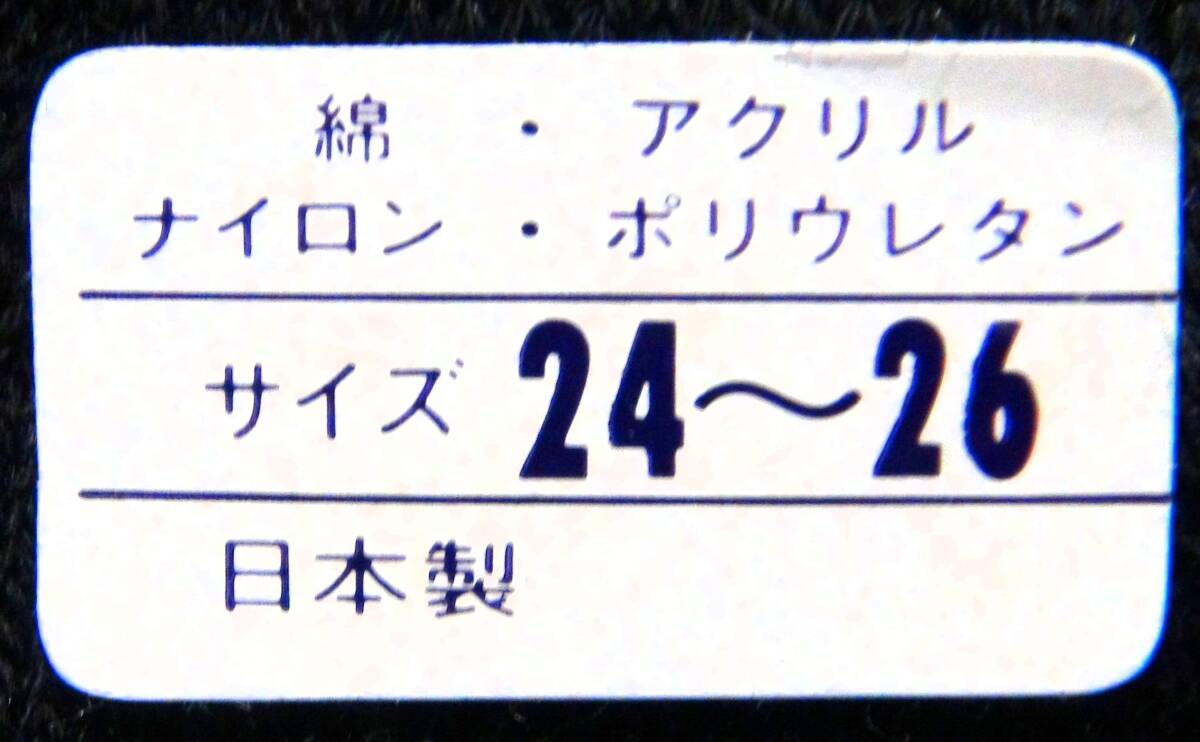 綿 ・ アクリル
ナイロン ・ ポリウレタン
サイズ 24～26
日本製